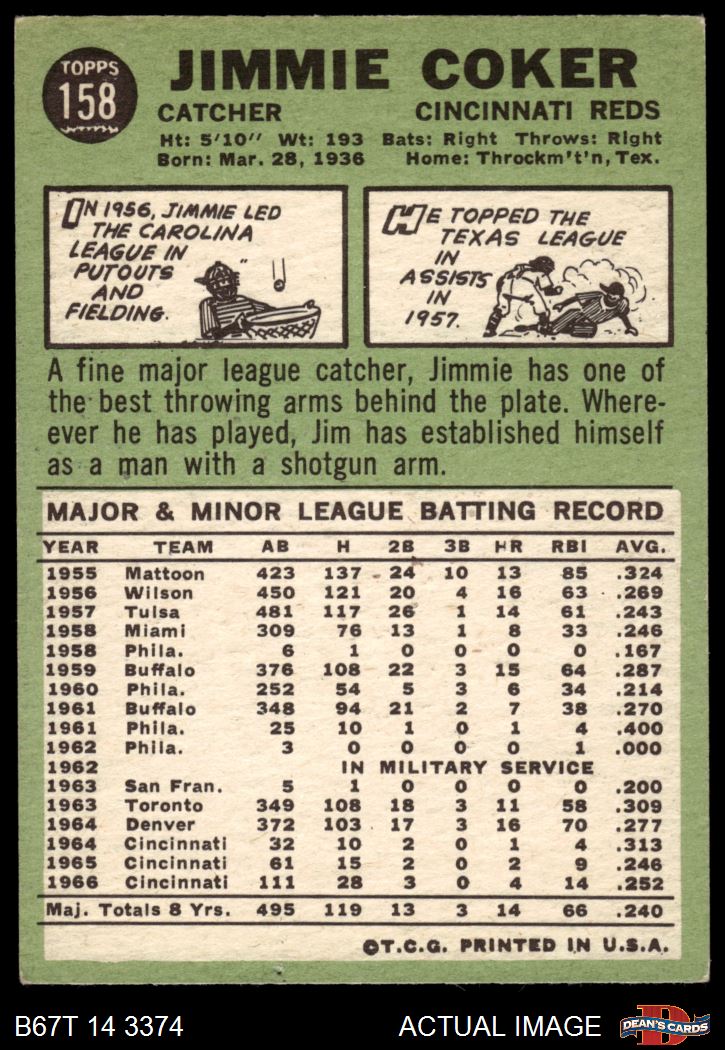 TOPPS
158
JIMMIE COKER
CATCHER CINCINNATI REDS
Ht: 5'10" Wt: 193 Bats: Right Throws: Right
Born: Mar. 28, 1936 Home: Throckm't'n, Tex.
ON 1956, JIMMIE LED
THE CAROLINA
LEAGUE IN
PUTOUTS
AND
FIELDING.
HE TOPPED THE
TEXAS LEAGUE
IN
ASSISTS
IN
1957.
A fine major league catcher, Jimmie has one of
the best throwing arms behind the plate. Where-
ever he has played, Jim has established himself
as a man with a shotgun arm.
MAJOR & MINOR LEAGUE BATTING RECORD
YEAR TEAM AB H 2B 3B HR RBI AVG.
1955 Mattoon 423 137 24 10 13 85 .324
1956 Wilson 450 121 20 4 16 63 .269
1957 Tulsa 481 117 26 1 14 61 .243
1958 Miami 309 76 13 1 8 33 .246
1958 Phila. 6 1 0 0 0 0 .167
1959 Buffalo 376 108 22 3 15 64 .287
1960 Phila. 252 54 5 3 6 34 .214
1961 Buffalo 348 94 21 2 7 38 .270
1961 Phila. 25 10 1 0 1 4 .400
1962 Phila. 3 0 0 0 0 1 .000
1962 IN MILITARY SERVICE
1963 San Fran. 5 1 0 0 0 0 .200
1963 Toronto 349 108 18 3 11 58 .309
1964 Denver 372 103 17 3 16 70 .277
1964 Cincinnati 32 10 2 0 1 4 .313
1965 Cincinnati 61 15 2 0 2 9 .246
1966 Cincinnati 111 28 3 0 4 14 .252
Maj. Totals 8 Yrs. 495 119 13 3 14 66 .240
©T.C.G. PRINTED IN U.S.A.
B67T 14 3374 ACTUAL IMAGE D DEAN'S CARDS